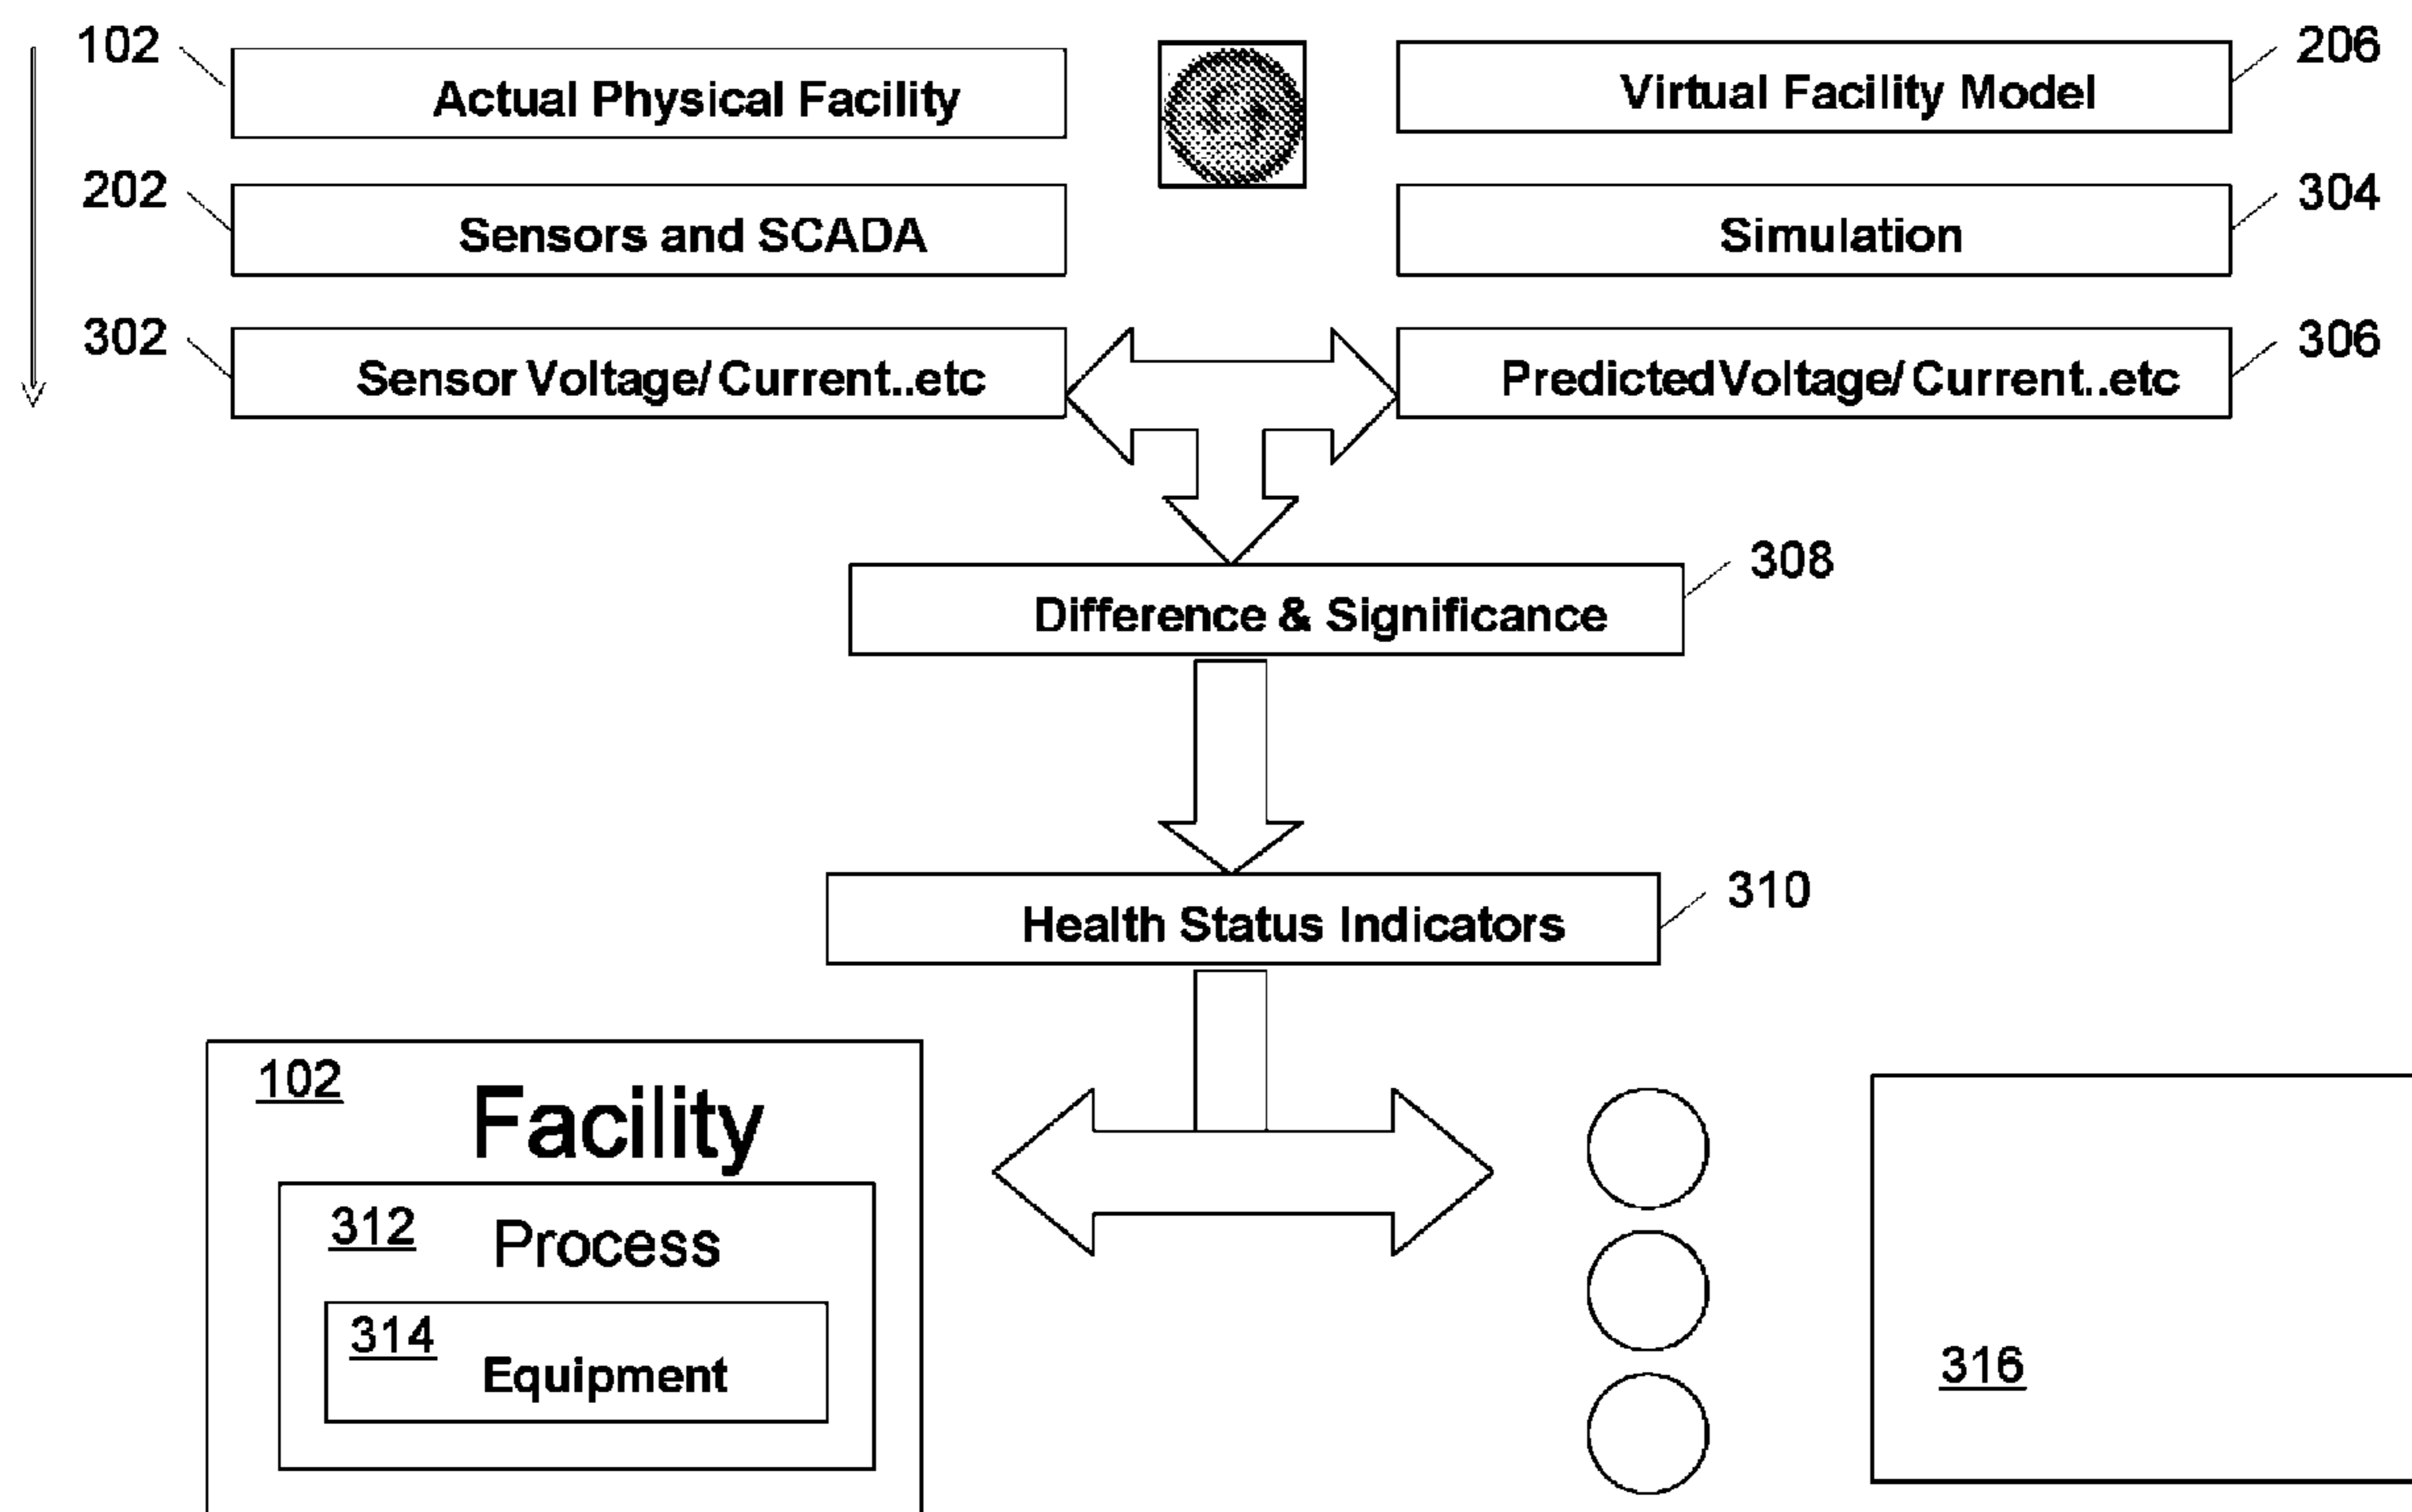 102 Actual Physical Facility Virtual Facility Model 206
202 Sensors and SCADA Simulation 304
302 Sensor Voltage/Current..etc Predicted Voltage/Current..etc 306
308
Difference & Significance
310
Health Status Indicators
102 Facility
312 Process
314 Equipment
316